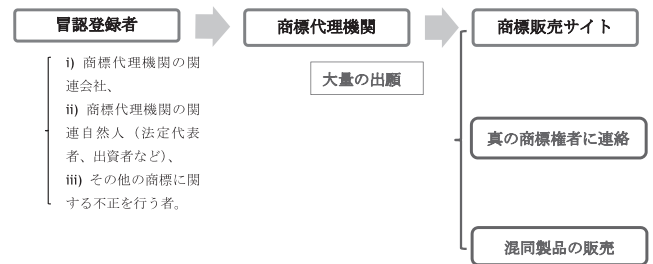 冒認登録者
商標代理機関
商標販売サイト
i) 商標代理機関の関
連会社、
ii) 商標代理機関の関
連自然人（法定代表
者、出資者など）、
iii) その他の商標に関
する不正を行う者。
大量の出願
真の商標権者に連絡
混同製品の販売